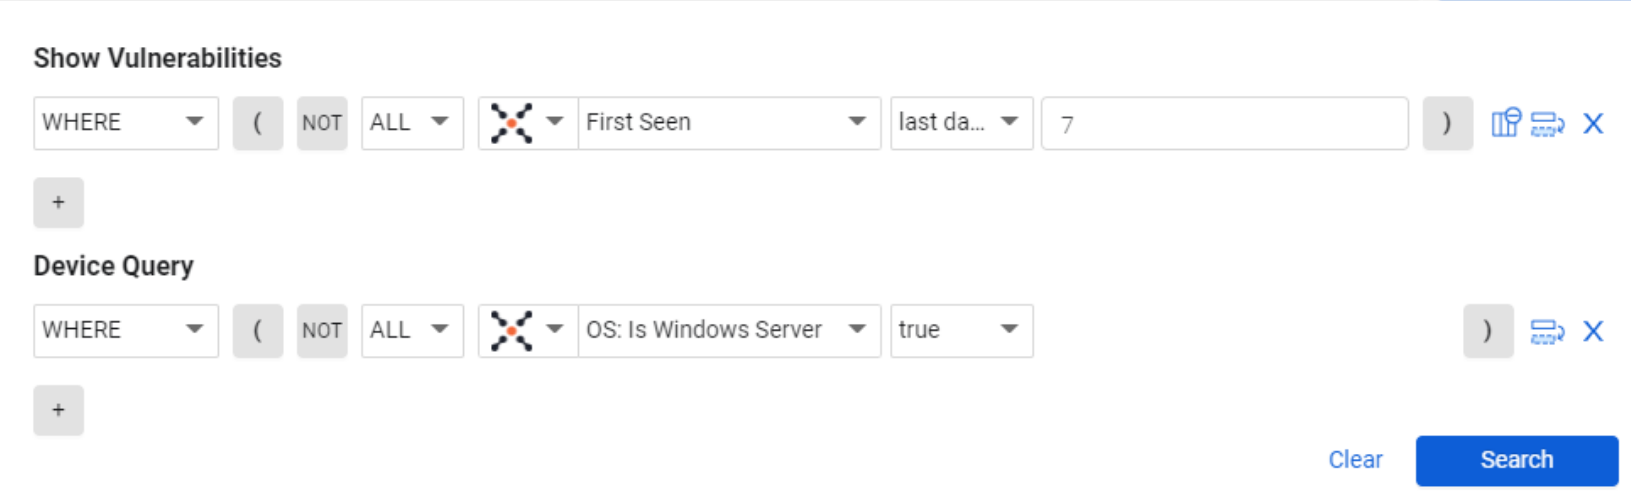 Show Vulnerabilities
WHERE ( NOT ALL First Seen last da... 7 ) X
+
Device Query
WHERE ( NOT ALL OS: Is Windows Server true ) X
+
Clear Search